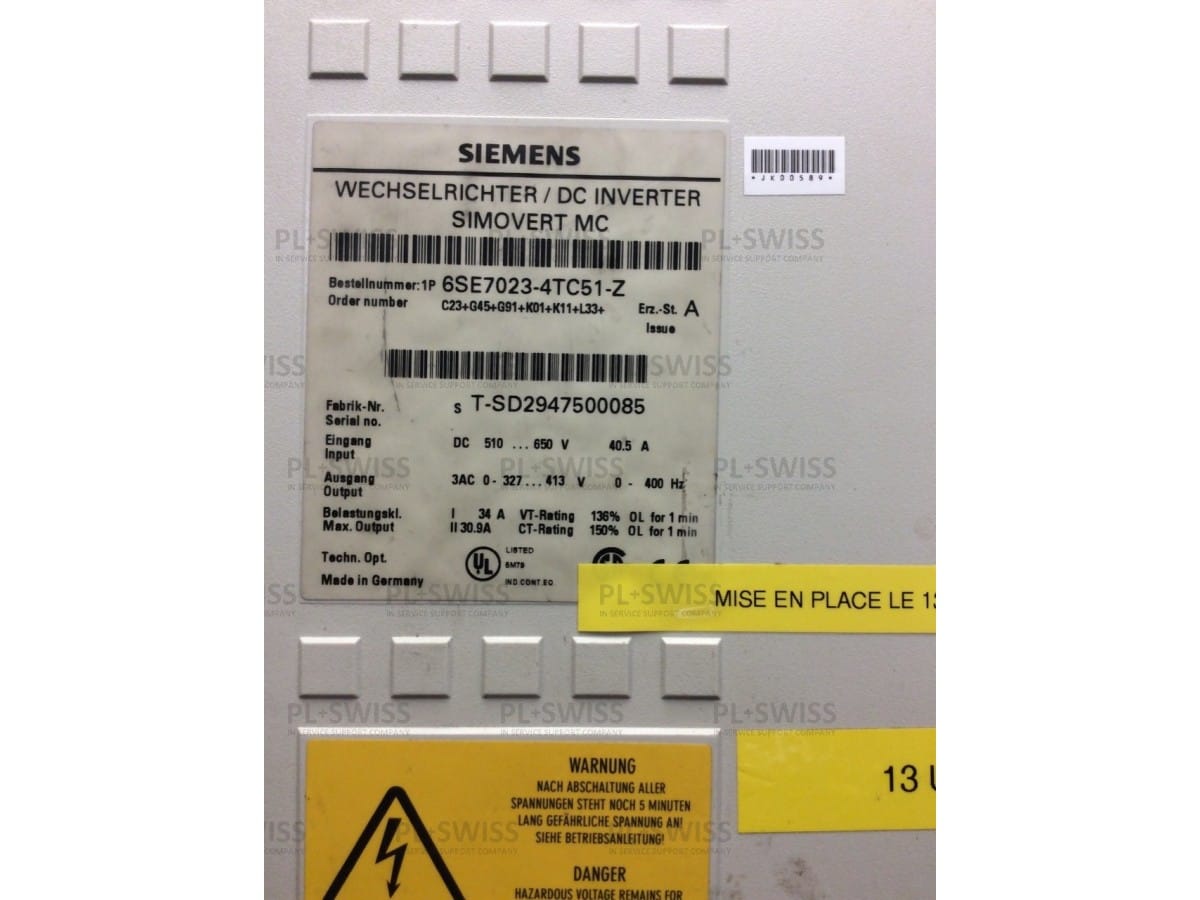 SIEMENS
WECHSELRICHTER / DC INVERTER
SIMOVERT MC
*JK00589*
Bestellnummer:1P 6SE7023-4TC51-Z
Order number C23+G45+G91+K01+K11+L33+ Erz.-St. A
Issue
Fabrik-Nr. S T-SD2947500085
Serial no.
Eingang DC 510 ... 650 V 40.5 A
Input
Ausgang 3AC 0 - 327 ... 413 V 0 - 400 Hz
Output
Belastungskl. I 34 A VT-Rating 136% OL for 1 min
Max. Output II 30.9A CT-Rating 150% OL for 1 min
Techn. Opt. UL LISTED
5M79
Made in Germany IND.CONT.EQ.
MISE EN PLACE LE 13
13 U
WARNUNG
NACH ABSCHALTUNG ALLER
SPANNUNGEN STEHT NOCH 5 MINUTEN
LANG GEFÄHRLICHE SPANNUNG AN!
SIEHE BETRIEBSANLEITUNG!
DANGER
HAZARDOUS VOLTAGE REMAINS FOR
PL+SWISS
IN SERVICE SUPPORT COMPANY